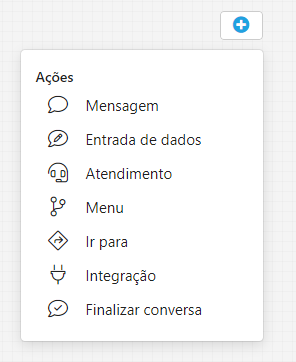 Ações
Mensagem
Entrada de dados
Atendimento
Menu
Ir para
Integração
Finalizar conversa